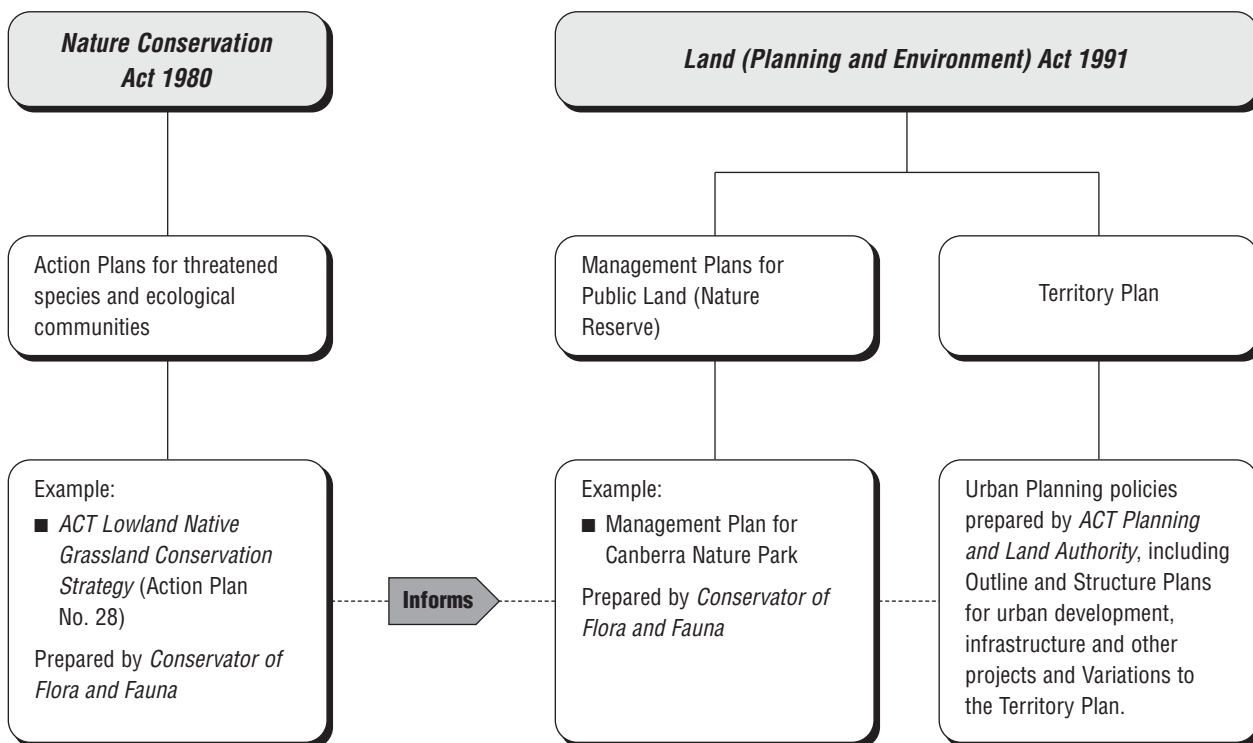 Nature Conservation
Act 1980
Land (Planning and Environment) Act 1991
Action Plans for threatened
species and ecological
communities
Management Plans for
Public Land (Nature
Reserve)
Territory Plan
Example:
■ ACT Lowland Native
Grassland Conservation
Strategy (Action Plan
No. 28)
Prepared by Conservator of
Flora and Fauna
Informs
Example:
■ Management Plan for
Canberra Nature Park
Prepared by Conservator of
Flora and Fauna
Urban Planning policies
prepared by ACT Planning
and Land Authority, including
Outline and Structure Plans
for urban development,
infrastructure and other
projects and Variations to
the Territory Plan.